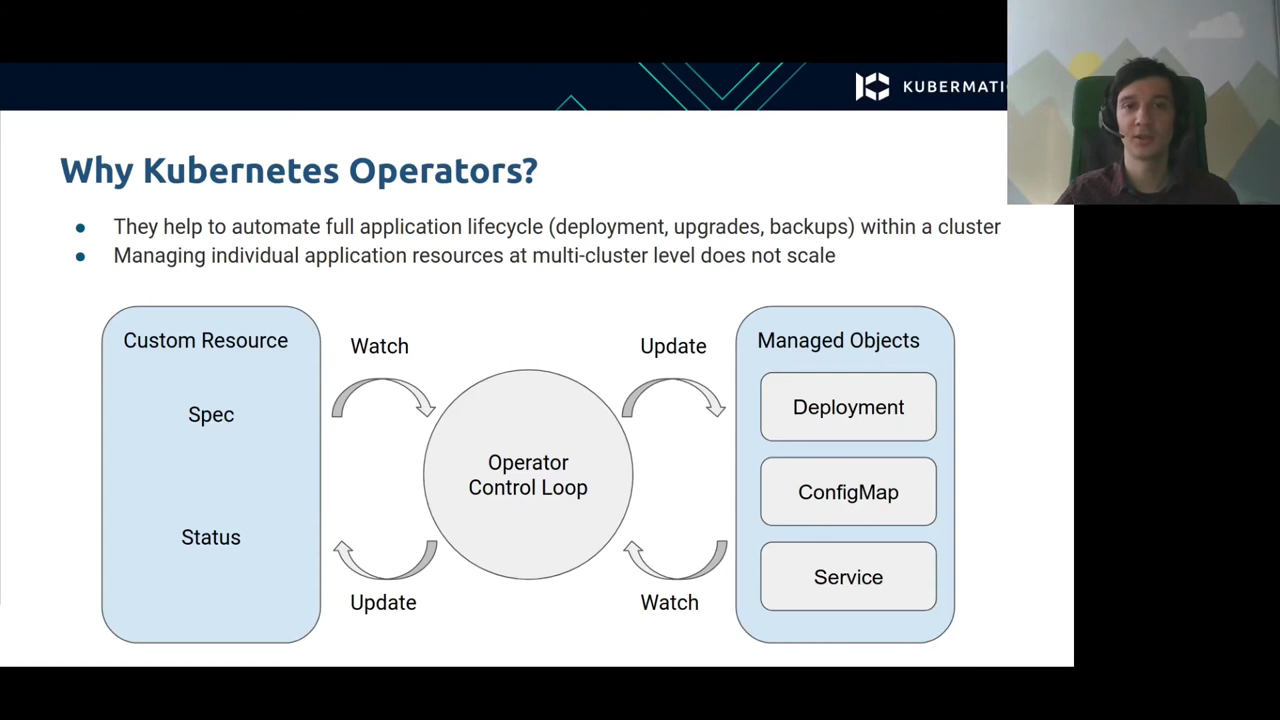 KUBERMATI
Why Kubernetes Operators?
They help to automate full application lifecycle (deployment, upgrades, backups) within a cluster
Managing individual application resources at multi-cluster level does not scale
Custom Resource
Spec
Status
Watch
Update
Operator
Control Loop
Update
Watch
Managed Objects
Deployment
ConfigMap
Service